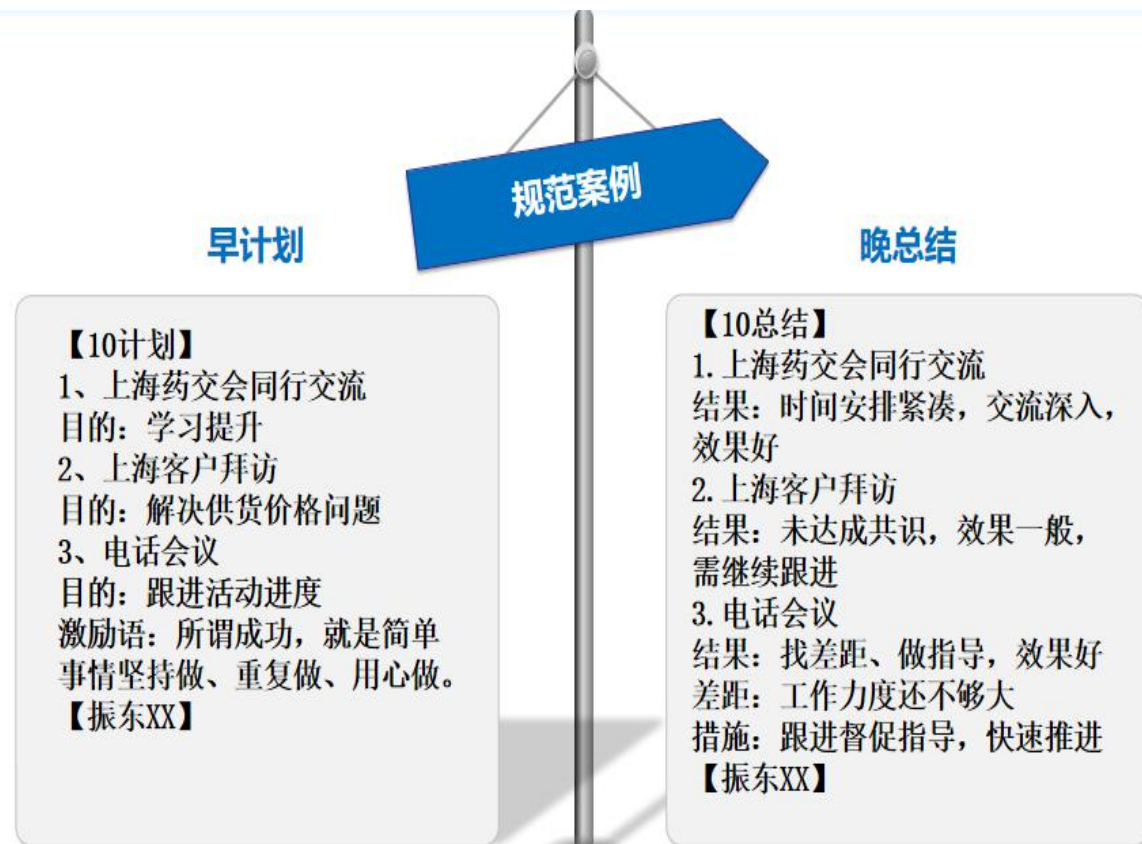 规范案例
早计划
【10计划】
1、上海药交会同行交流
目的：学习提升
2、上海客户拜访
目的：解决供货价格问题
3、电话会议
目的：跟进活动进度
激励语：所谓成功，就是简单
事情坚持做、重复做、用心做。
【振东XX】
晚总结
【10总结】
1.上海药交会同行交流
结果：时间安排紧凑，交流深入，
效果好
2.上海客户拜访
结果：未达成共识，效果一般，
需继续跟进
3.电话会议
结果：找差距、做指导，效果好
差距：工作力度还不够大
措施：跟进督促指导，快速推进
【振东XX】